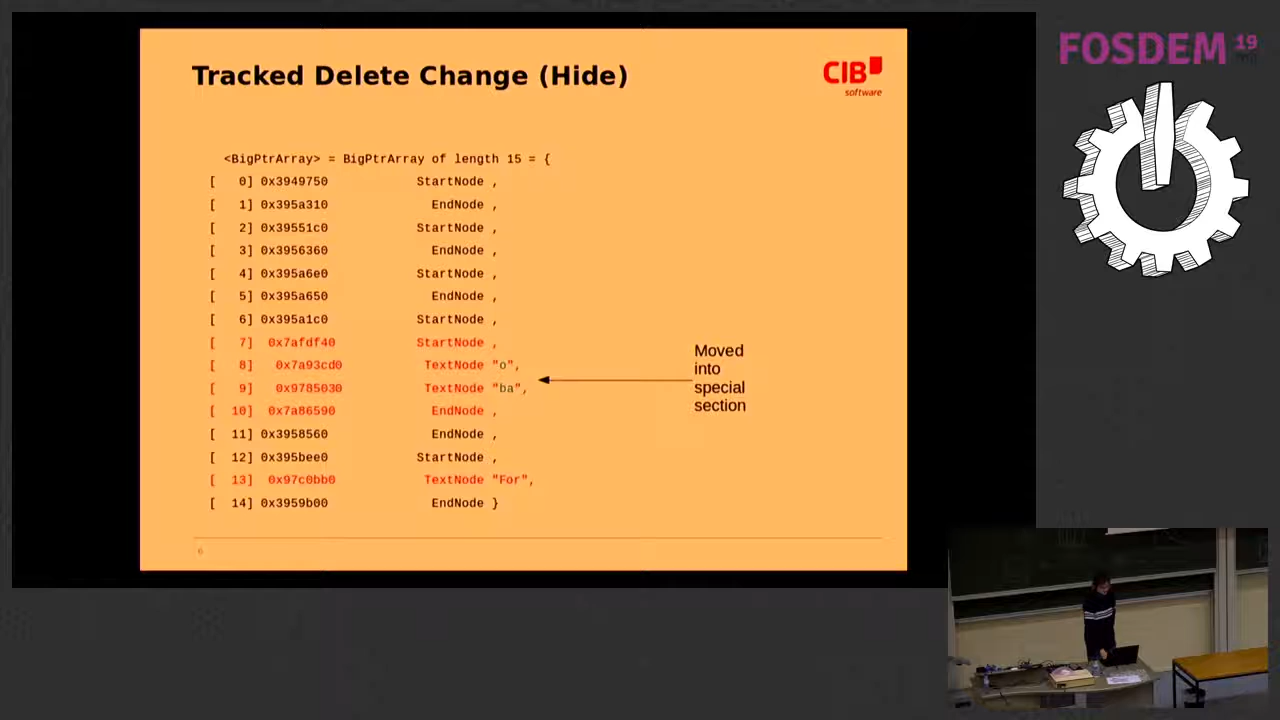 Tracked Delete Change (Hide)
CIB
software
<BigPtrArray> = BigPtrArray of length 15 = {
[ 0] 0x3949750 StartNode ,
[ 1] 0x395a310 EndNode ,
[ 2] 0x39551c0 StartNode ,
[ 3] 0x3956360 EndNode ,
[ 4] 0x395a6e0 StartNode ,
[ 5] 0x395a650 EndNode ,
[ 6] 0x395a1c0 StartNode ,
[ 7] 0x7afdf40 StartNode ,
[ 8] 0x7a93cd0 TextNode "o",
[ 9] 0x9785030 TextNode "ba",
[ 10] 0x7a86590 EndNode ,
[ 11] 0x3958560 EndNode ,
[ 12] 0x395bee0 StartNode ,
[ 13] 0x97c0bb0 TextNode "For",
[ 14] 0x3959b00 EndNode }
Moved
into
special
section
6
FOSDEM 19